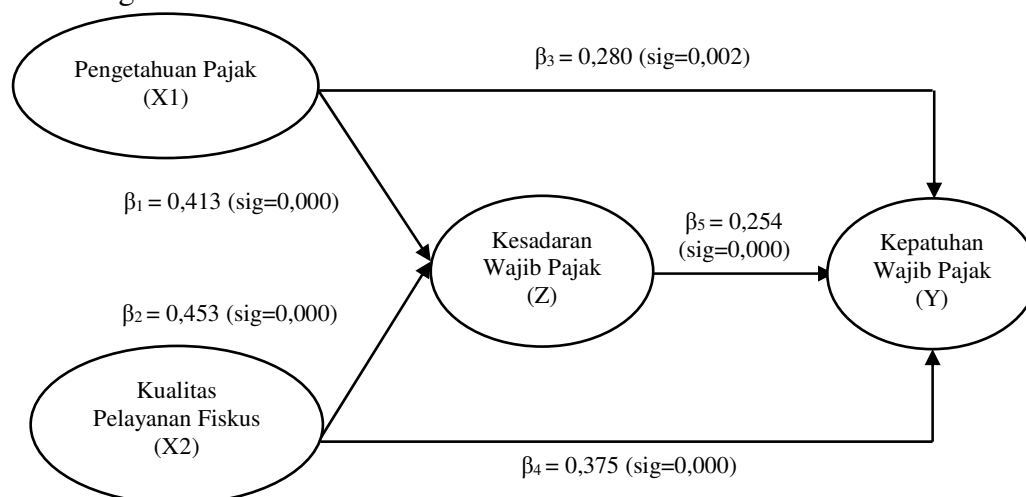 Pengetahuan Pajak
(X1)
β3 = 0,280 (sig=0,002)
β1 = 0,413 (sig=0,000)
Kesadaran
Wajib Pajak
(Z)
β5 = 0,254
(sig=0,000)
Kepatuhan
Wajib Pajak
(Y)
β2 = 0,453 (sig=0,000)
Kualitas
Pelayanan Fiskus
(X2)
β4 = 0,375 (sig=0,000)